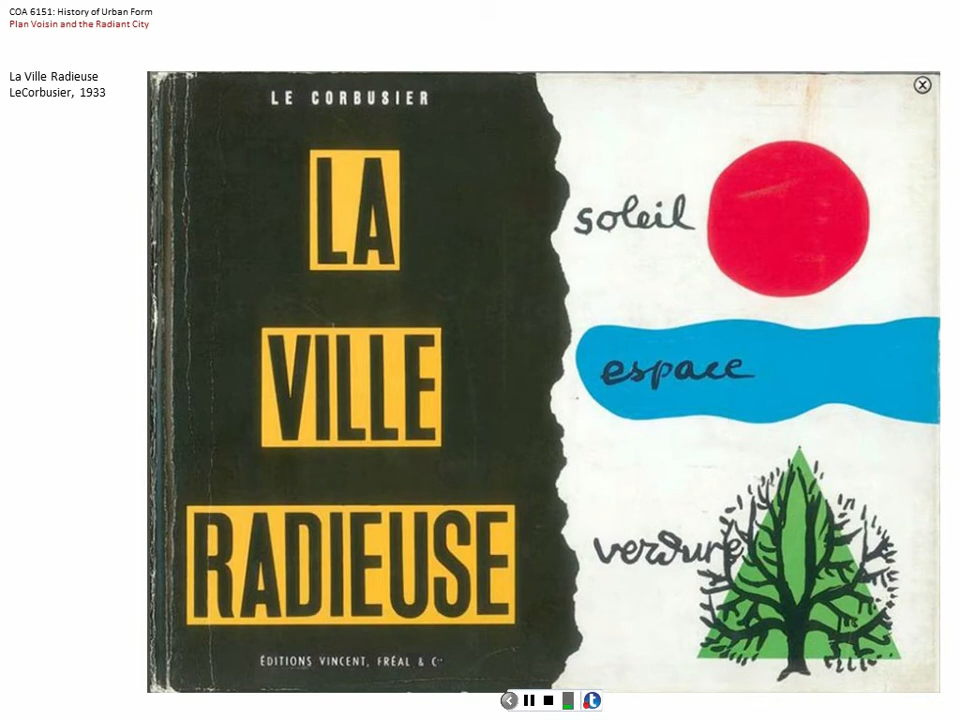 COA 6151: History of Urban Form
Plan Voisin and the Radiant City
La Ville Radieuse
LeCorbusier, 1933
LE CORBUSIER
LA
VILLE
RADIEUSE
ÉDITIONS VINCENT, FRÉAL & Cie
soleil
espace
verdure